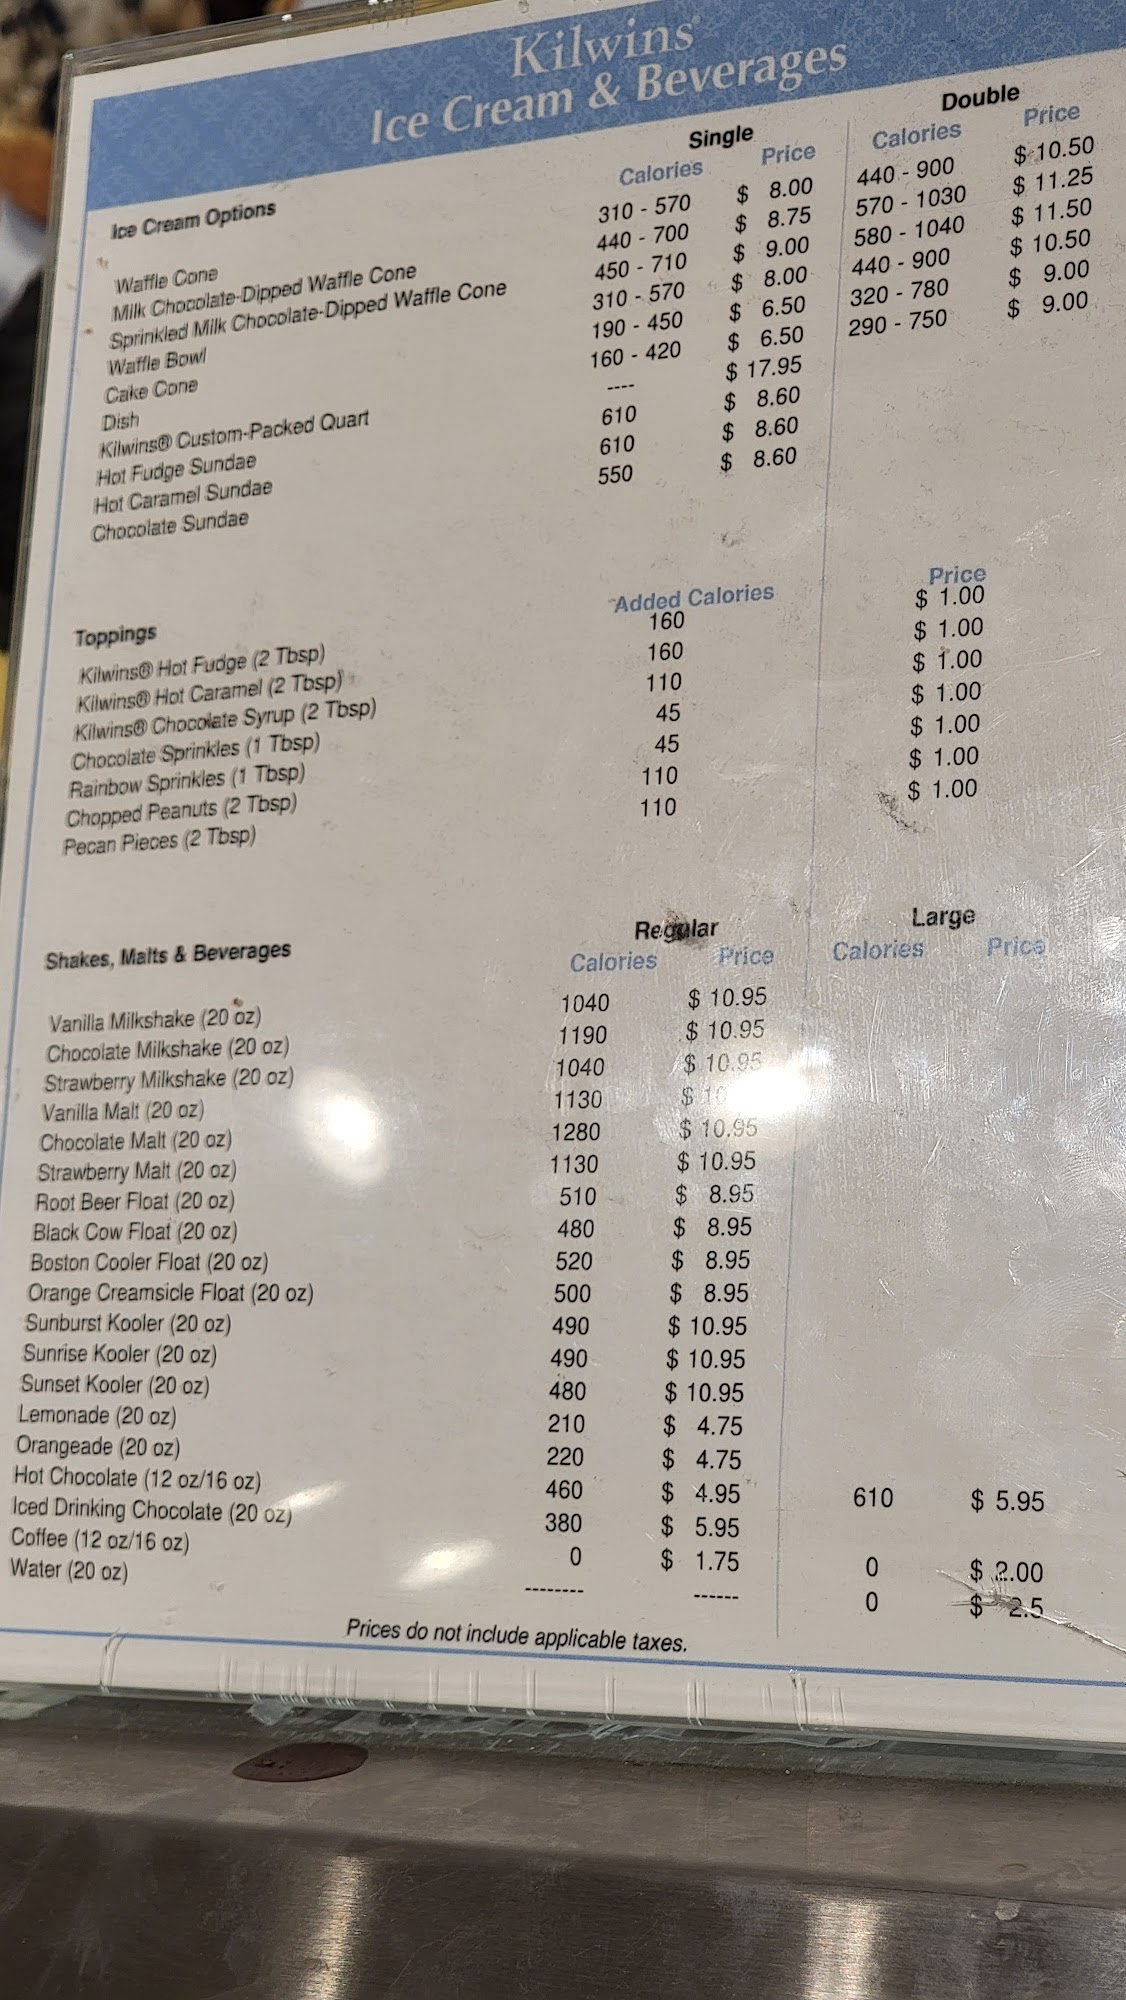 Kilwins
Ice Cream & Beverages
Single Double
Ice Cream Options Calories Price Calories Price
Waffle Cone 310 - 570 $ 8.00 440 - 900 $ 10.50
Milk Chocolate-Dipped Waffle Cone 440 - 700 $ 8.75 570 - 1030 $ 11.25
Sprinkled Milk Chocolate-Dipped Waffle Cone 450 - 710 $ 9.00 580 - 1040 $ 11.50
Waffle Bowl 310 - 570 $ 8.00 440 - 900 $ 10.50
Cake Cone 190 - 450 $ 6.50 320 - 780 $ 9.00
Dish 160 - 420 $ 6.50 290 - 750 $ 9.00
Kilwins® Custom-Packed Quart ---- $ 17.95
Hot Fudge Sundae 610 $ 8.60
Hot Caramel Sundae 610 $ 8.60
Chocolate Sundae 550 $ 8.60
Toppings Added Calories Price
Kilwins® Hot Fudge (2 Tbsp) 160 $ 1.00
Kilwins® Hot Caramel (2 Tbsp) 160 $ 1.00
Kilwins® Chocolate Syrup (2 Tbsp) 110 $ 1.00
Chocolate Sprinkles (1 Tbsp) 45 $ 1.00
Rainbow Sprinkles (1 Tbsp) 45 $ 1.00
Chopped Peanuts (2 Tbsp) 110 $ 1.00
Pecan Pieces (2 Tbsp) 110 $ 1.00
Regular Large
Shakes, Malts & Beverages Calories Price Calories Price
Vanilla Milkshake (20 oz) 1040 $ 10.95
Chocolate Milkshake (20 oz) 1190 $ 10.95
Strawberry Milkshake (20 oz) 1040 $ 10.95
Vanilla Malt (20 oz) 1130 $ 10
Chocolate Malt (20 oz) 1280 $ 10.95
Strawberry Malt (20 oz) 1130 $ 10.95
Root Beer Float (20 oz) 510 $ 8.95
Black Cow Float (20 oz) 480 $ 8.95
Boston Cooler Float (20 oz) 520 $ 8.95
Orange Creamsicle Float (20 oz) 500 $ 8.95
Sunburst Kooler (20 oz) 490 $ 10.95
Sunrise Kooler (20 oz) 490 $ 10.95
Sunset Kooler (20 oz) 480 $ 10.95
Lemonade (20 oz) 210 $ 4.75
Orangeade (20 oz) 220 $ 4.75
Hot Chocolate (12 oz/16 oz) 460 $ 4.95 610 $ 5.95
Iced Drinking Chocolate (20 oz) 380 $ 5.95
Coffee (12 oz/16 oz) 0 $ 1.75 0 $ 2.00
Water (20 oz) -------- ------ 0 $ 2.5
Prices do not include applicable taxes.